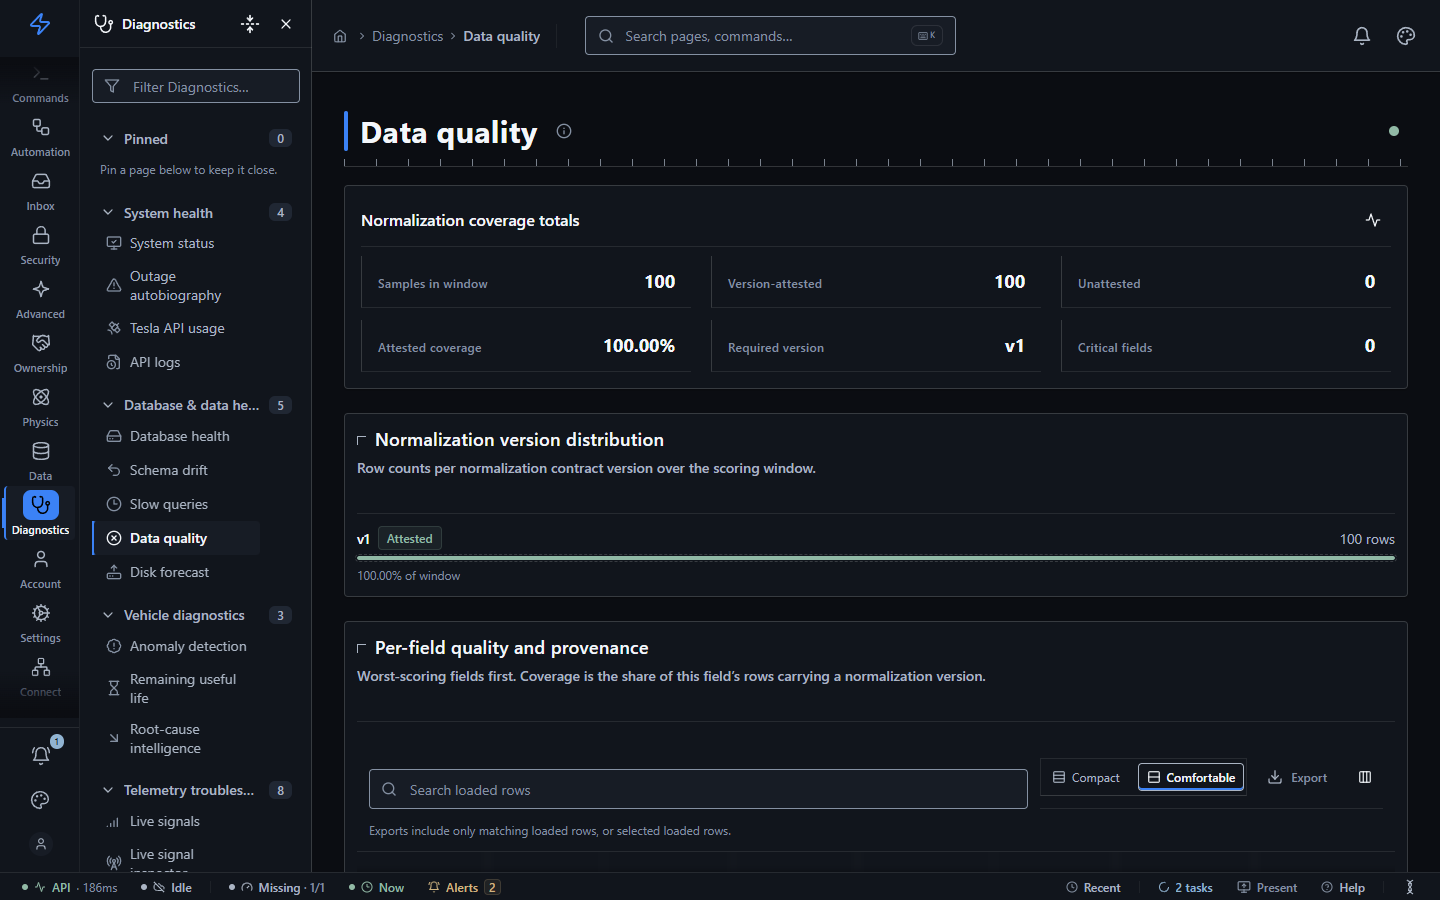 Commands
Automation
Inbox
Security
Advanced
Ownership
Physics
Data
Diagnostics
Account
Settings
Connect
1
Diagnostics
Filter Diagnostics...
Pinned 0
Pin a page below to keep it close.
System health 4
System status
Outage
autobiography
Tesla API usage
API logs
Database & data he... 5
Database health
Schema drift
Slow queries
Data quality
Disk forecast
Vehicle diagnostics 3
Anomaly detection
Remaining useful
life
Root-cause
intelligence
Telemetry troubles... 8
Live signals
Live signal
inspector
Diagnostics Data quality
Search pages, commands... K
Data quality
Normalization coverage totals
Samples in window 100
Version-attested 100
Unattested 0
Attested coverage 100.00%
Required version v1
Critical fields 0
Normalization version distribution
Row counts per normalization contract version over the scoring window.
v1 Attested 100 rows
100.00% of window
Per-field quality and provenance
Worst-scoring fields first. Coverage is the share of this field's rows carrying a normalization version.
Search loaded rows
Compact Comfortable Export
Exports include only matching loaded rows, or selected loaded rows.
API · 186ms Idle Missing · 1/1 Now Alerts 2 Recent 2 tasks Present Help